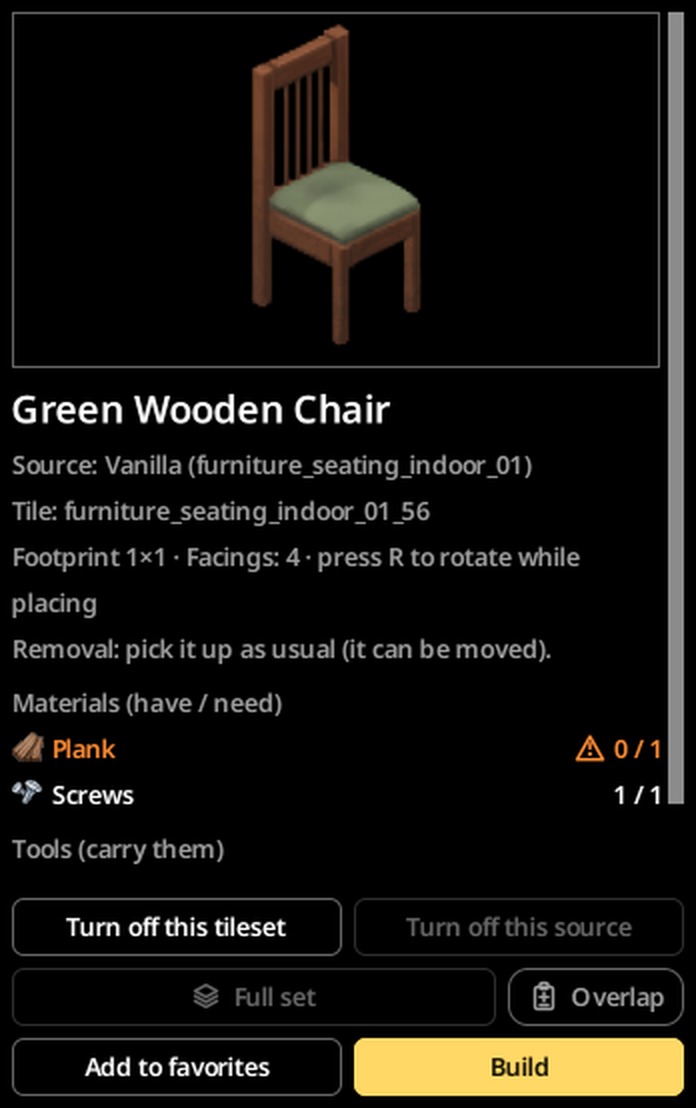 Green Wooden Chair
Source: Vanilla (furniture_seating_indoor_01)
Tile: furniture_seating_indoor_01_56
Footprint 1×1 · Facings: 4 · press R to rotate while
placing
Removal: pick it up as usual (it can be moved).
Materials (have / need)
Plank 0 / 1
Screws 1 / 1
Tools (carry them)
Turn off this tileset Turn off this source
Full set Overlap
Add to favorites Build